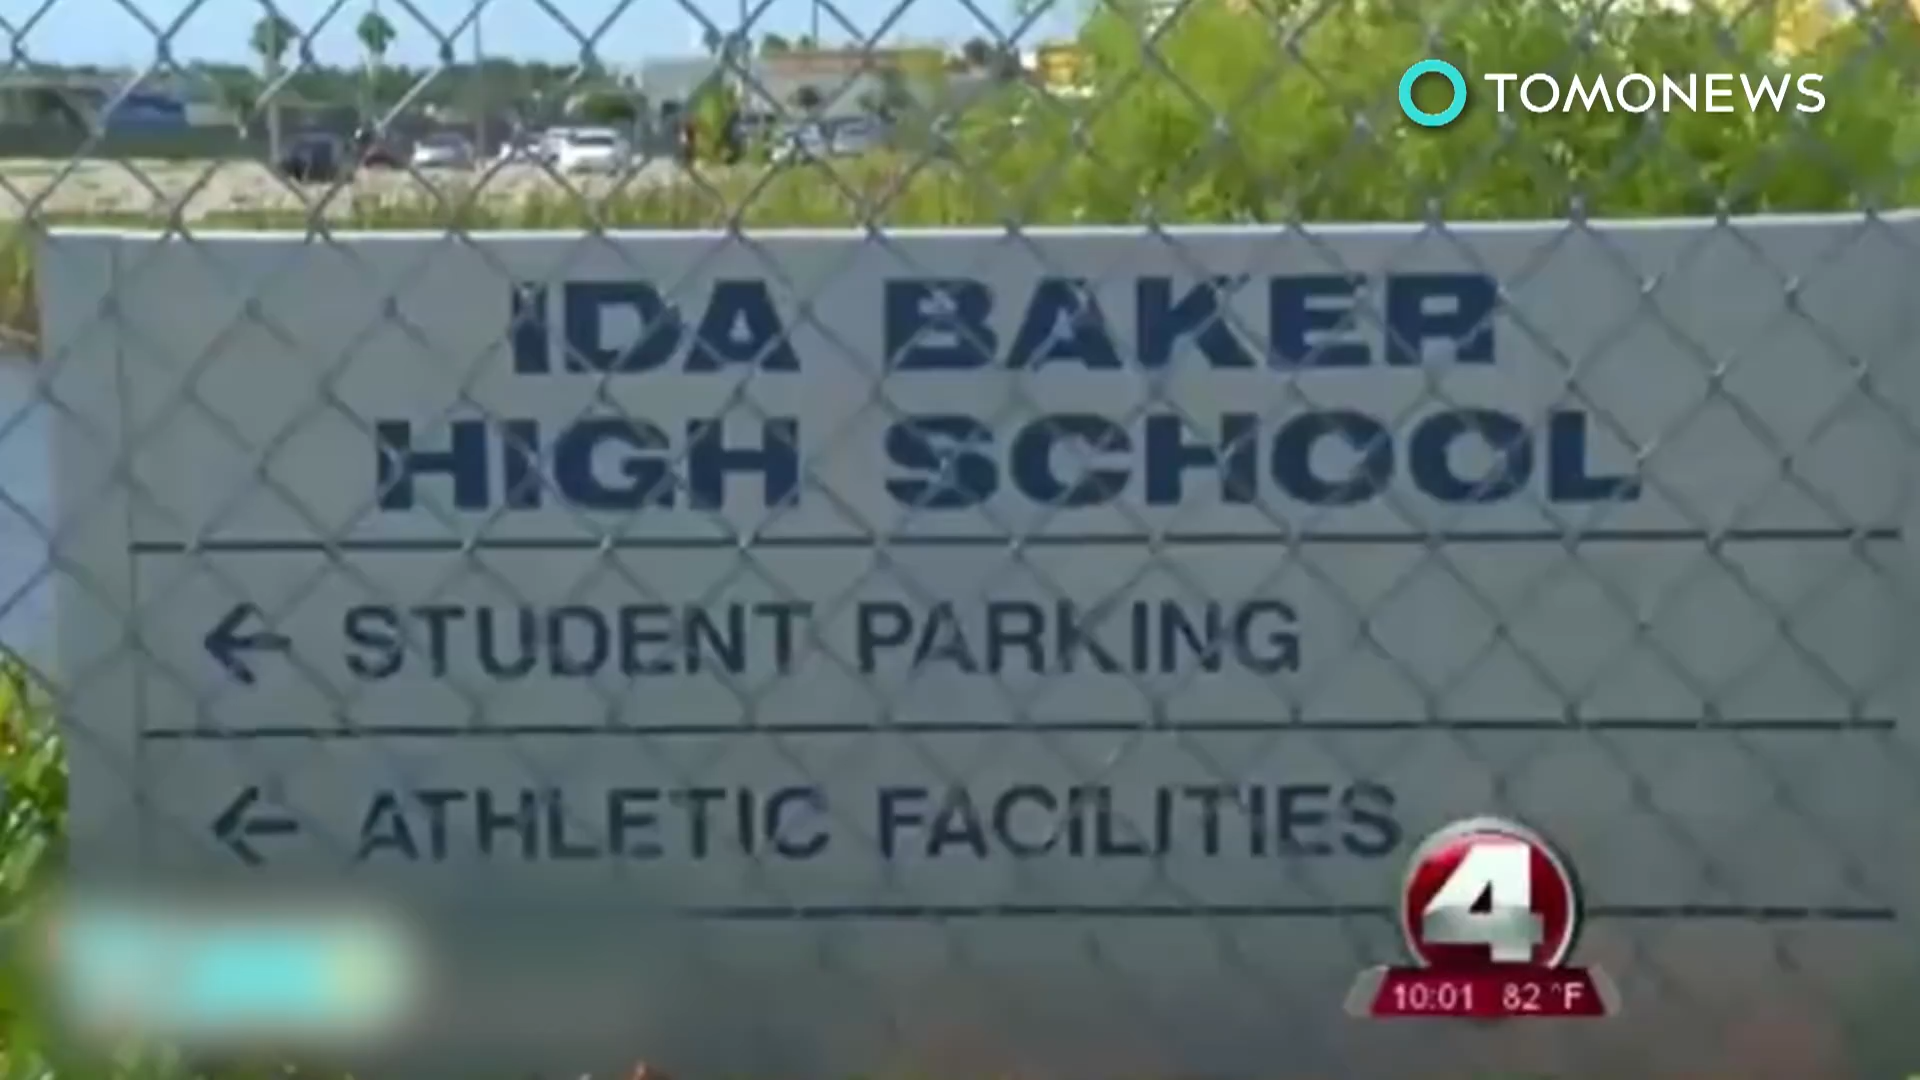 TOMONEWS
IDA BAKER
HIGH SCHOOL
← STUDENT PARKING
← ATHLETIC FACILITIES
4
10:01 82 °F